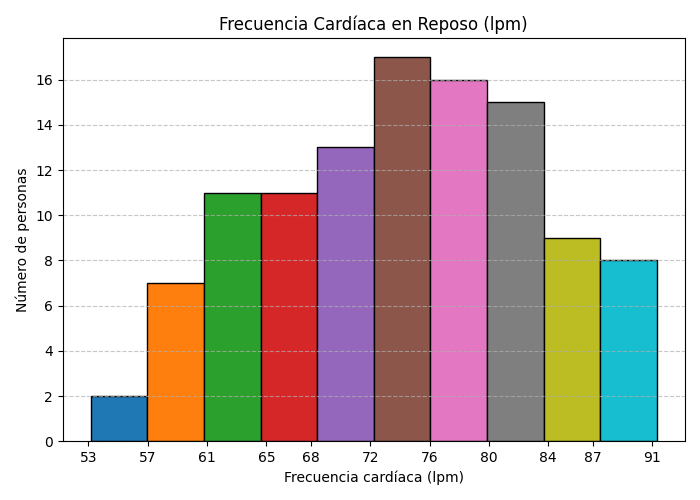 Frecuencia Cardíaca en Reposo (lpm)
Número de personas
16
14
12
10
8
6
4
2
0
53 57 61 65 68 72 76 80 84 87 91
Frecuencia cardíaca (lpm)